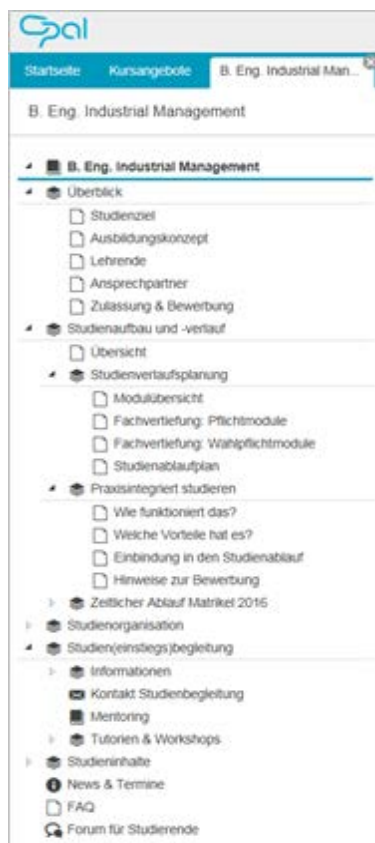 Opal
Startseite Kursangebote B. Eng. Industrial Man...
B. Eng. Industrial Management
B. Eng. Industrial Management
Überblick
Studienziel
Ausbildungskonzept
Lehrende
Ansprechpartner
Zulassung & Bewerbung
Studienaufbau und -verlauf
Übersicht
Studienverlaufsplanung
Modulübersicht
Fachvertiefung: Pflichtmodule
Fachvertiefung: Wahlpflichtmodule
Studienablaufplan
Praxisintegriert studieren
Wie funktioniert das?
Welche Vorteile hat es?
Einbindung in den Studienablauf
Hinweise zur Bewerbung
Zeitlicher Ablauf Matrikel 2016
Studienorganisation
Studien(einstiegs)begleitung
Informationen
Kontakt Studienbegleitung
Mentoring
Tutorien & Workshops
Studieninhalte
News & Termine
FAQ
Forum für Studierende